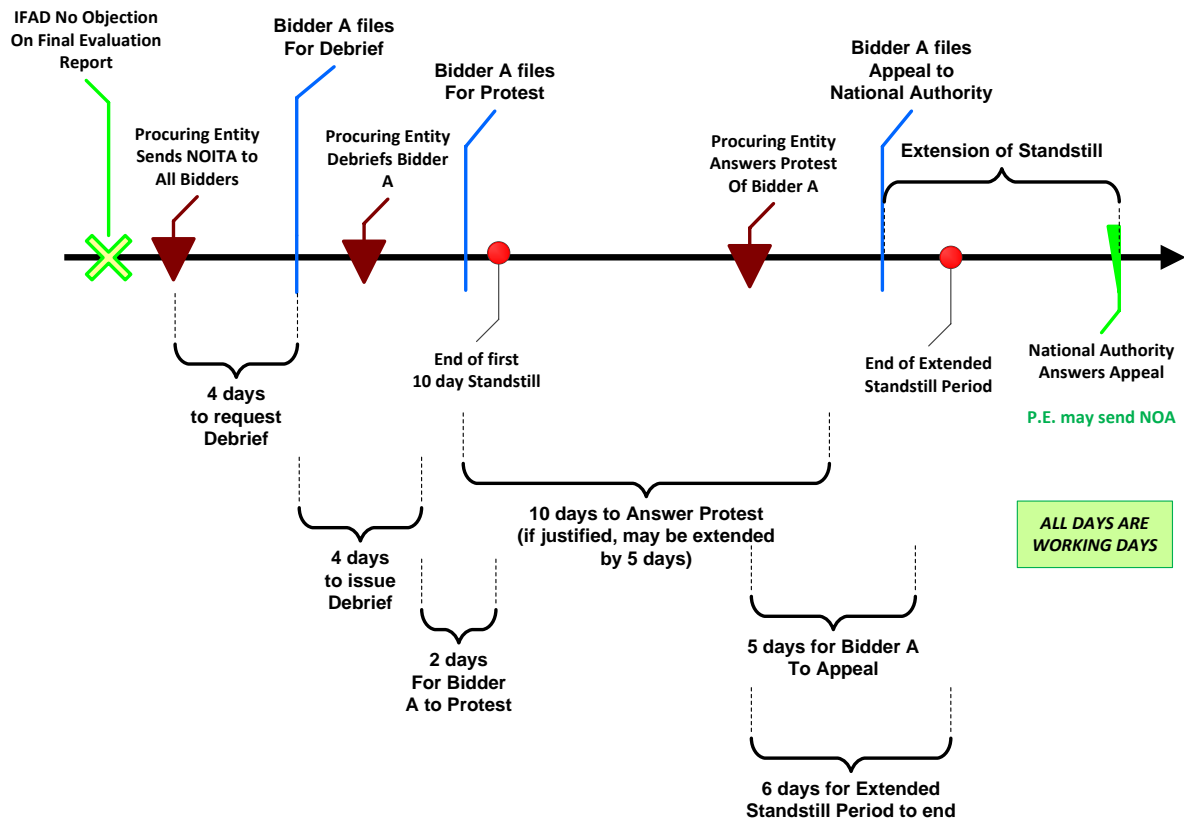 IFAD No Objection
On Final Evaluation
Report
Bidder A files
For Debrief
Bidder A files
For Protest
Bidder A files
Appeal to
National Authority
Procuring Entity
Sends NOITA to
All Bidders
Procuring Entity
Debriefs Bidder
A
Procuring Entity
Answers Protest
Of Bidder A
Extension of Standstill
End of first
10 day Standstill
End of Extended
Standstill Period
National Authority
Answers Appeal
P.E. may send NOA
4 days
to request
Debrief
4 days
to issue
Debrief
2 days
For Bidder
A to Protest
10 days to Answer Protest
(if justified, may be extended
by 5 days)
ALL DAYS ARE
WORKING DAYS
5 days for Bidder A
To Appeal
6 days for Extended
Standstill Period to end